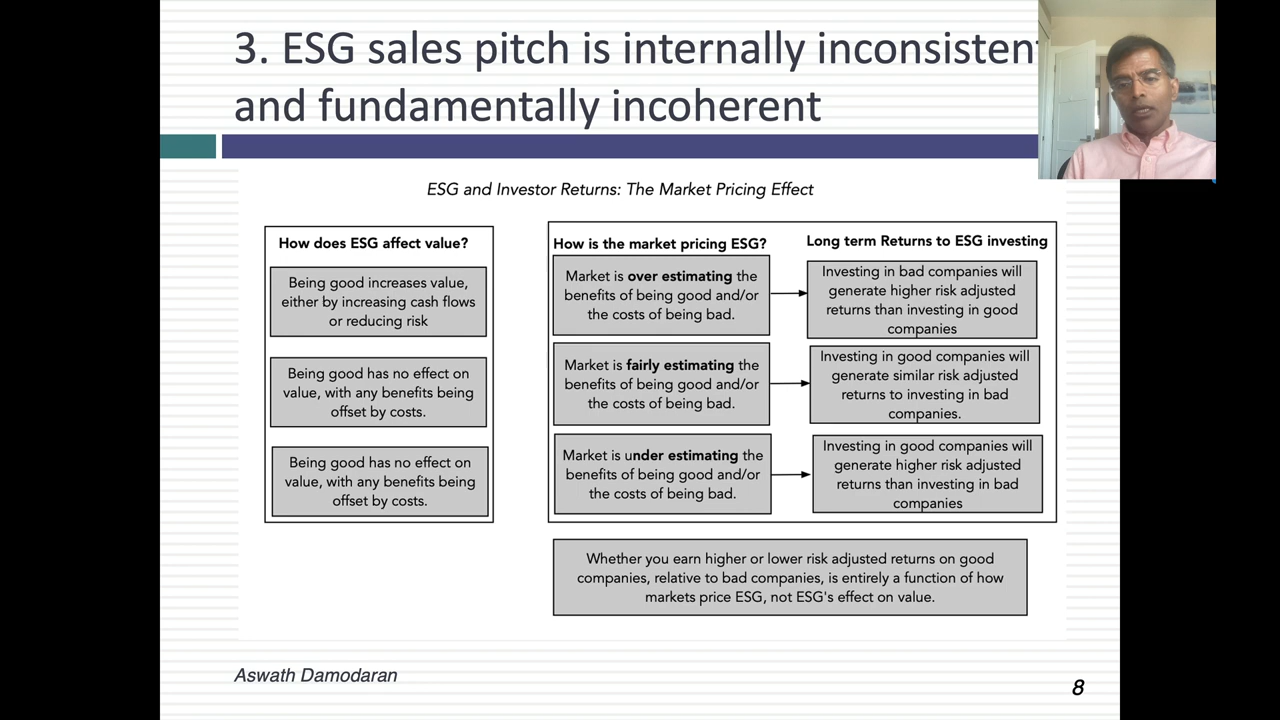 3. ESG sales pitch is internally inconsistent
and fundamentally incoherent
ESG and Investor Returns: The Market Pricing Effect
How does ESG affect value?
Being good increases value,
either by increasing cash flows
or reducing risk
Being good has no effect on
value, with any benefits being
offset by costs.
Being good has no effect on
value, with any benefits being
offset by costs.
How is the market pricing ESG?
Long term Returns to ESG investing
Market is over estimating the
benefits of being good and/or
the costs of being bad.
Investing in bad companies will
generate higher risk adjusted
returns than investing in good
companies
Market is fairly estimating the
benefits of being good and/or
the costs of being bad.
Investing in good companies will
generate similar risk adjusted
returns to investing in bad
companies.
Market is under estimating the
benefits of being good and/or
the costs of being bad.
Investing in good companies will
generate higher risk adjusted
returns than investing in bad
companies
Whether you earn higher or lower risk adjusted returns on good
companies, relative to bad companies, is entirely a function of how
markets price ESG, not ESG's effect on value.
Aswath Damodaran
8